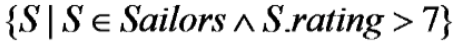 {S | S ∈ Sailors ∧ S.rating > 7}